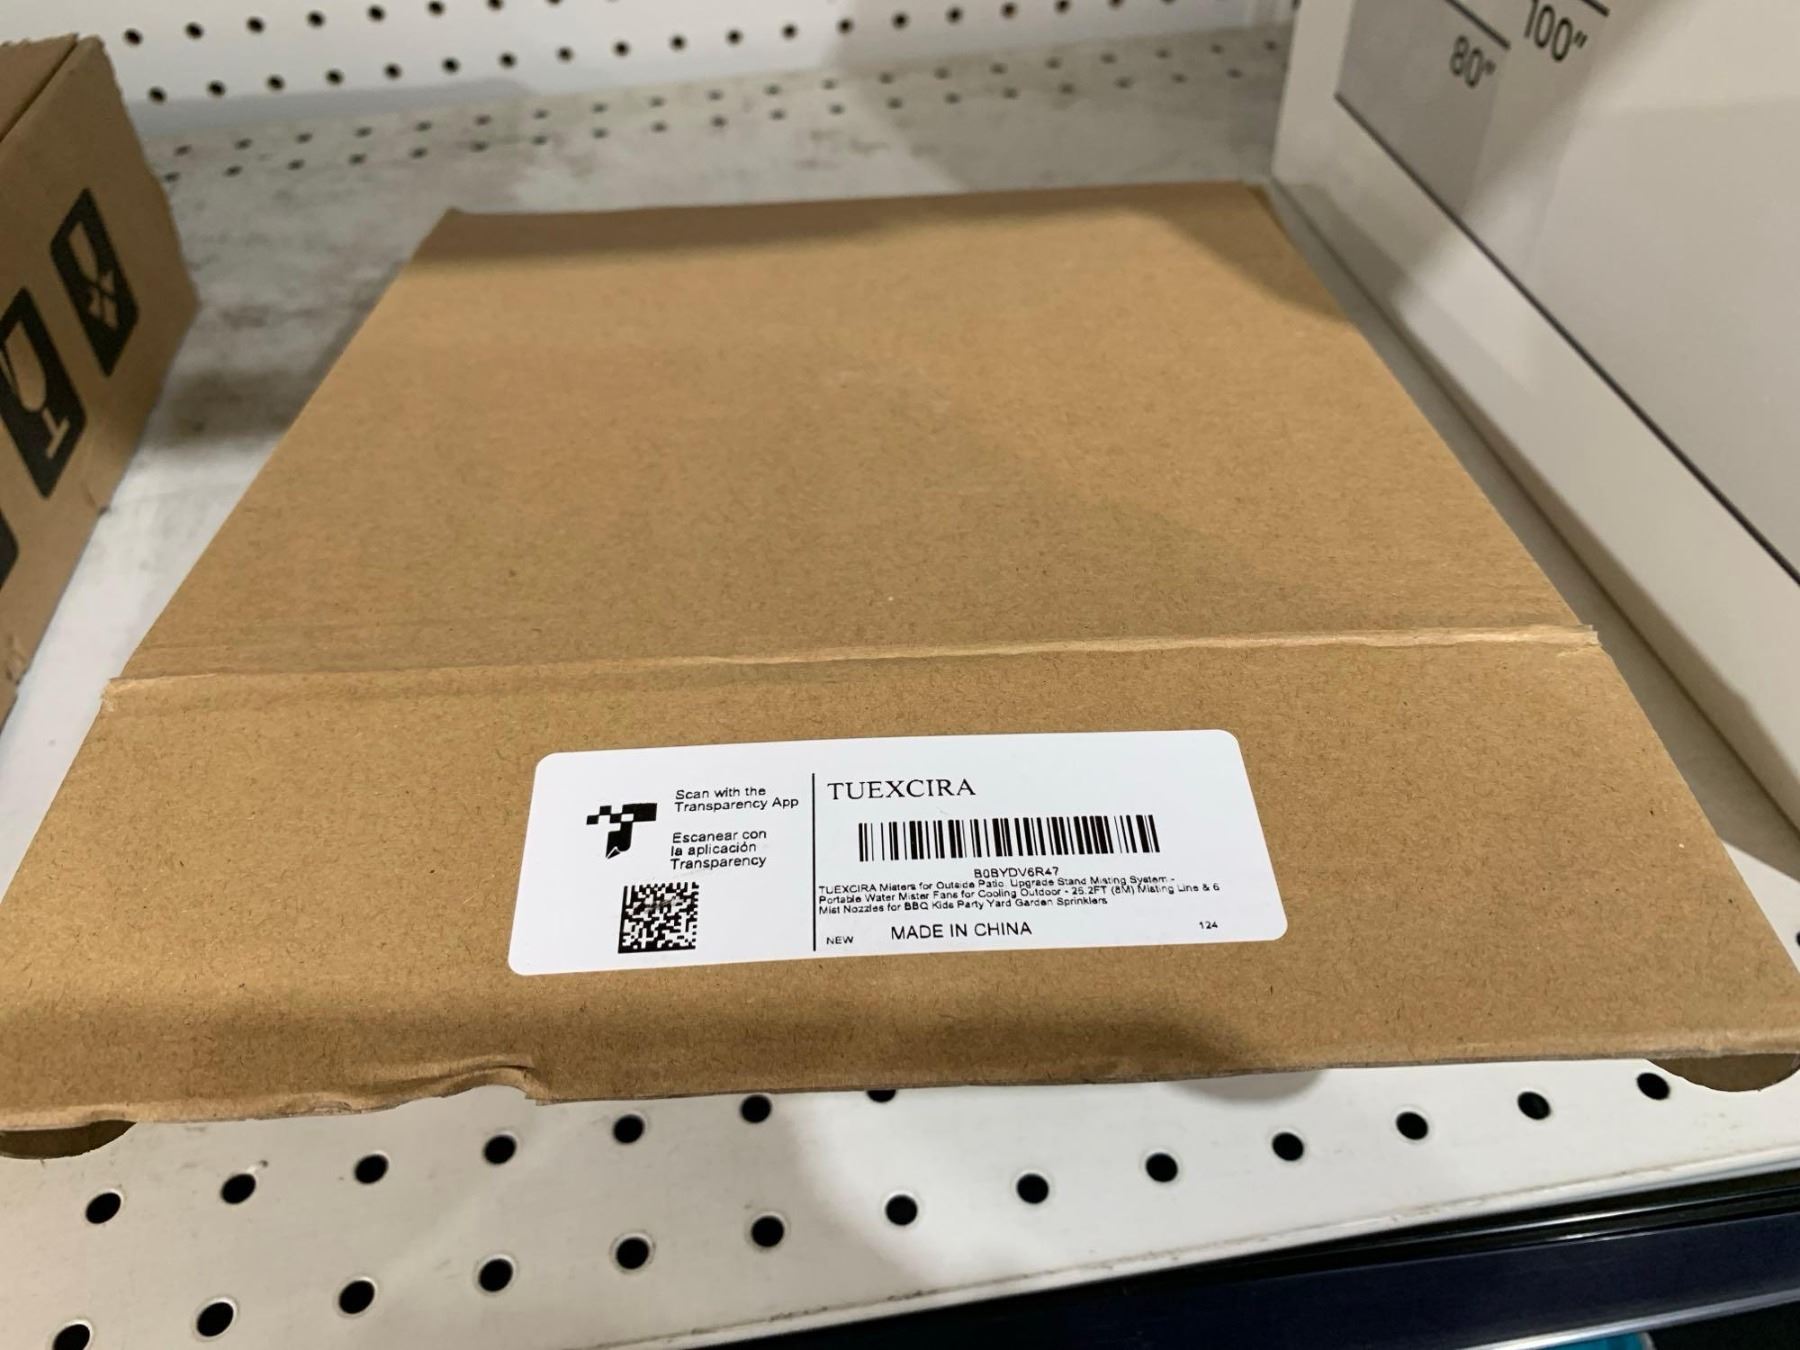 80"
100"
Scan with the
Transparency App
Escanear con
la aplicación
Transparency
TUEXCIRA
B0BYDV6R47
TUEXCIRA Misters for Outside Patio, Upgrade Stand Misting System -
Portable Water Mister Fans for Cooling Outdoor - 25.2FT (8M) Misting Line & 6
Mist Nozzles for BBQ Kids Party Yard Garden Sprinklers
NEW MADE IN CHINA 124